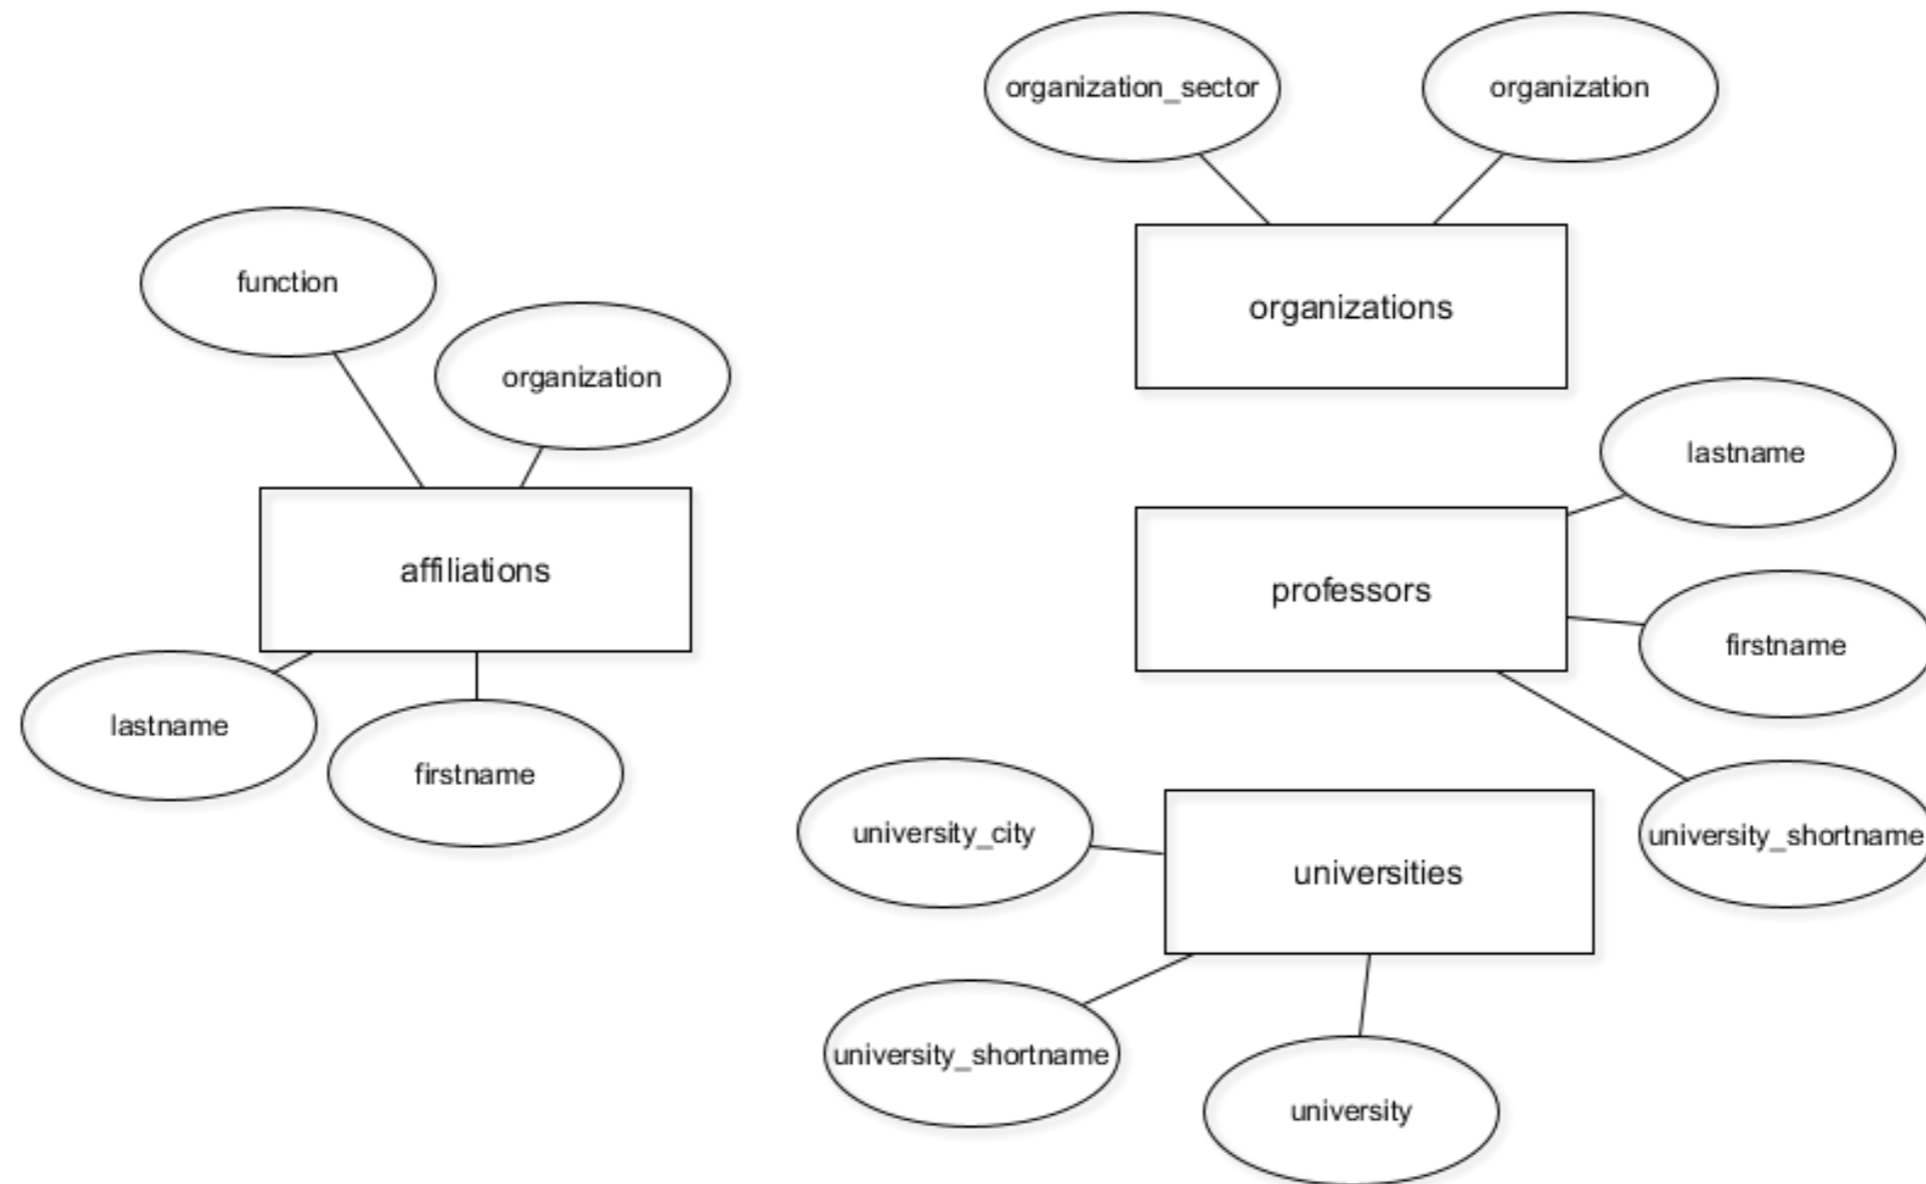 organization_sector
organization
function
organization
organizations
lastname
affiliations
professors
firstname
lastname
firstname
university_city
university_shortname
universities
university_shortname
university